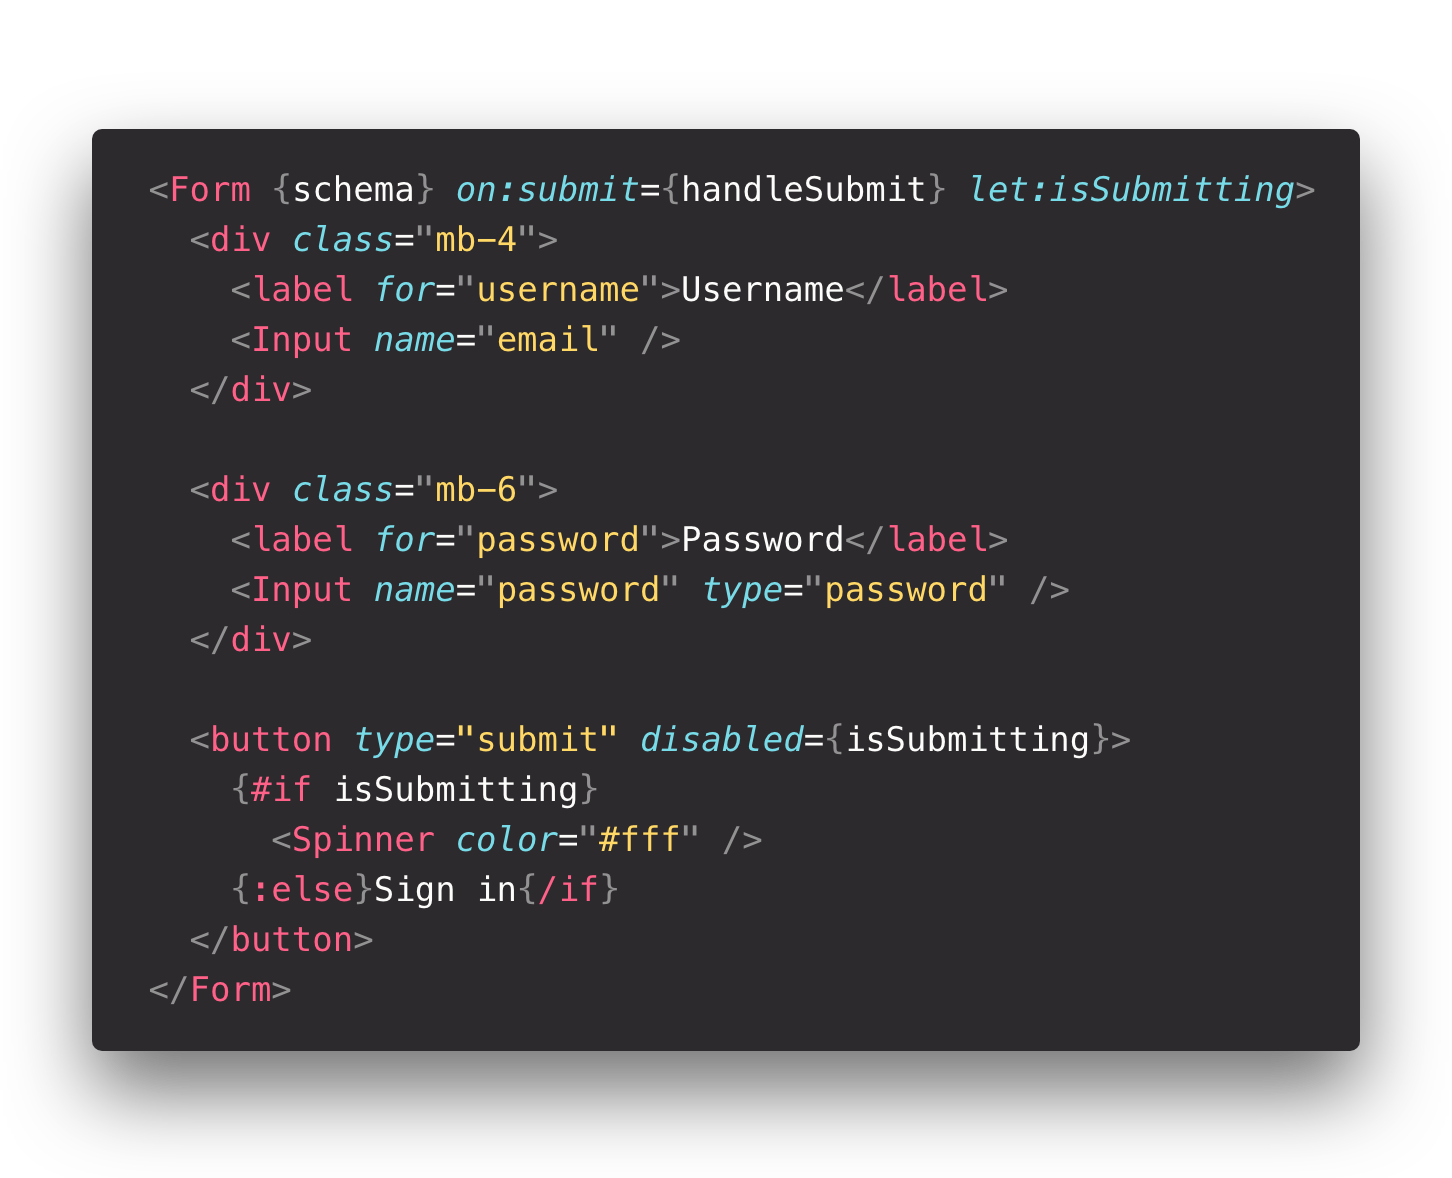 <Form {schema} on:submit={handleSubmit} let:isSubmitting>
  <div class="mb-4">
    <label for="username">Username</label>
    <Input name="email" />
  </div>

  <div class="mb-6">
    <label for="password">Password</label>
    <Input name="password" type="password" />
  </div>

  <button type="submit" disabled={isSubmitting}>
    {#if isSubmitting}
      <Spinner color="#fff" />
    {:else}Sign in{/if}
  </button>
</Form>